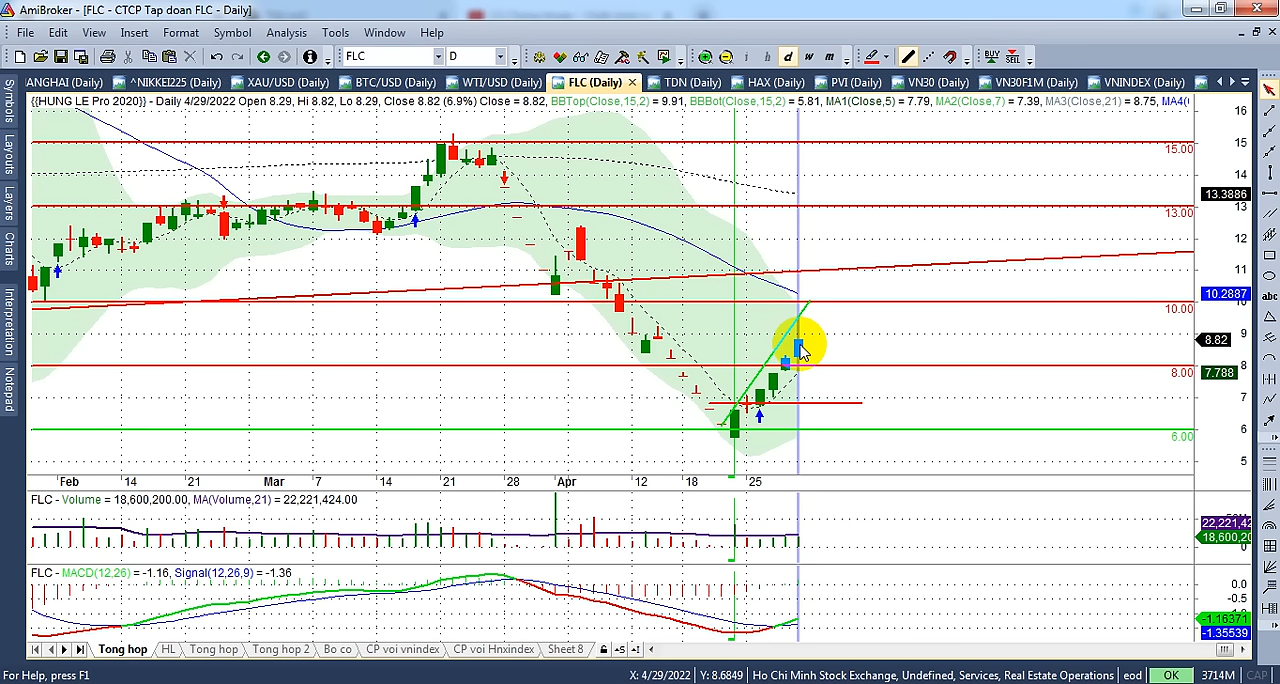 AmiBroker - [FLC - CTCP Tap doan FLC - Daily]
File Edit View Insert Format Symbol Analysis Tools Window Help
FLC D i h d w m BUY SELL
ANGHAI (Daily) ^NIKKEI225 (Daily) XAU/USD (Daily) BTC/USD (Daily) WTI/USD (Daily) FLC (Daily) TDN (Daily) HAX (Daily) PVI (Daily) VN30 (Daily) VN30F1M (Daily) VNINDEX (Daily)
{{HUNG LE Pro 2020}} - Daily 4/29/2022 Open 8.29, Hi 8.82, Lo 8.29, Close 8.82 (6.9%) Close = 8.82, BBTop(Close,15,2) = 9.91, BBBot(Close,15,2) = 5.81, MA1(Close,5) = 7.79, MA2(Close,7) = 7.39, MA3(Close,21) = 8.75, MA4(
Symbols
Layouts
Layers
Charts
Interpretation
Notepad
16
15
15.00
14
13.3886
13
13.00
12
11
10.2887
10
10.00
9
8.82
8
8.00
7.788
7
6
6.00
5
abc
Feb 14 21 Mar 7 14 21 28 Apr 12 18 25
FLC - Volume = 18,600,200.00, MA(Volume,21) = 22,221,424.00
22,221,42
18,600,20
0
FLC - MACD(12,26) = -1.16, Signal(12,26,9) = -1.36
0.0
-0.5
-1.16371
-1.35539
Tong hop HL Tong hop Tong hop 2 Bo co CP voi vnindex CP voi Hnxindex Sheet 8
For Help, press F1 X: 4/29/2022 Y: 8.6849 Ho Chi Minh Stock Exchange, Undefined, Services, Real Estate Operations eod OK 3714M CAP